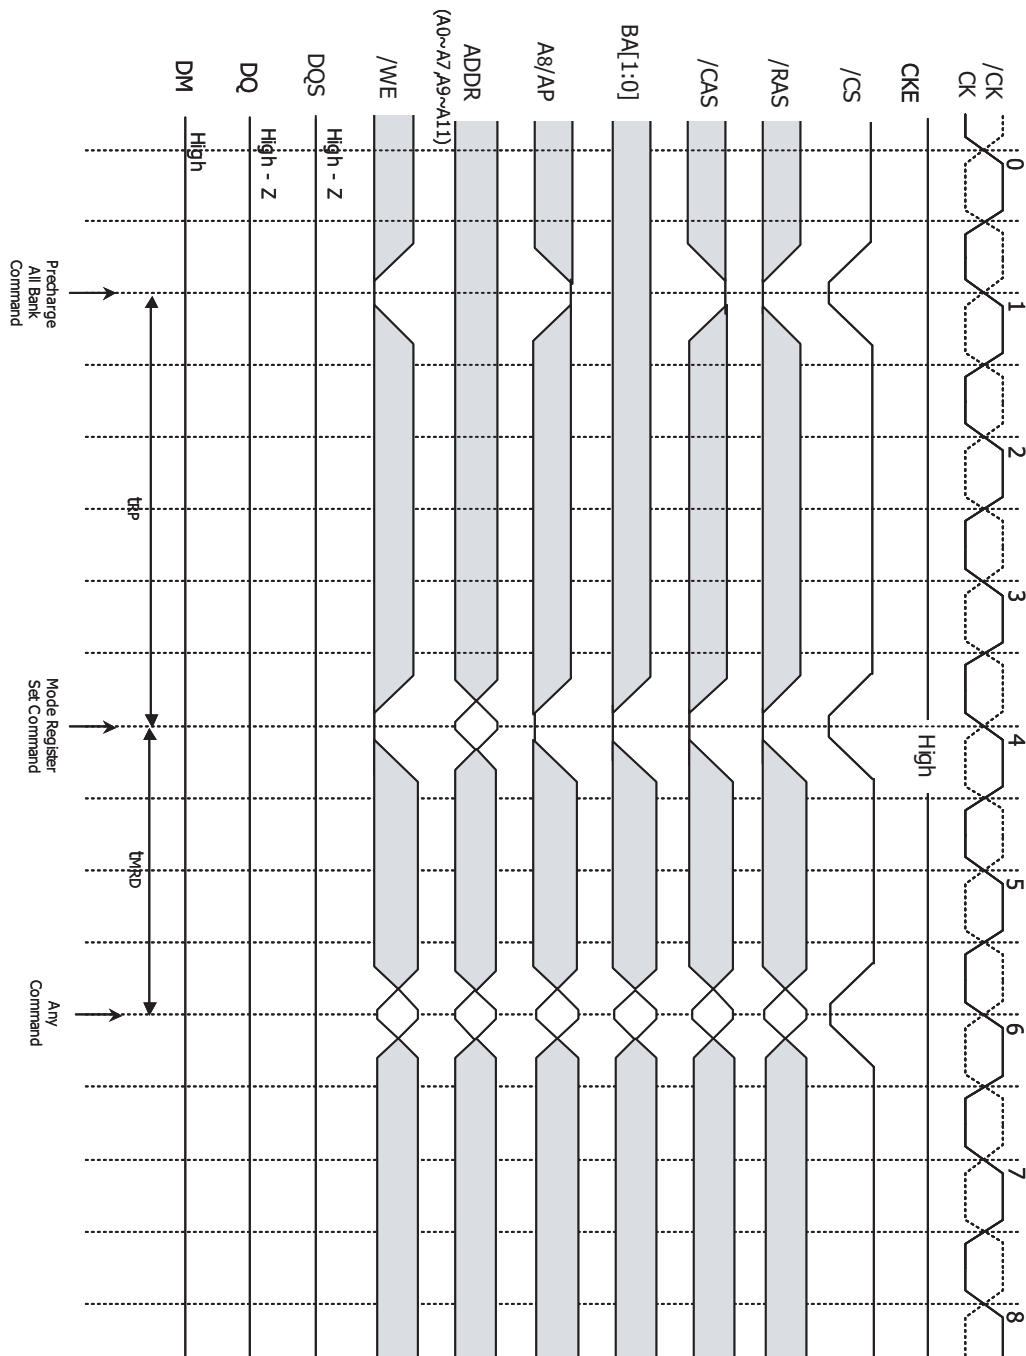 0 1 2 3 4 5 6 7 8
/CK
CK
CKE
High
/CS
/RAS
/CAS
BA[1:0]
A8/AP
ADDR
(A0~A7,A9~A11)
/WE
DQS
High - Z
DQ
High - Z
DM
High
tRP
tMRD
Precharge
All Bank
Command
Mode Register
Set Command
Any
Command